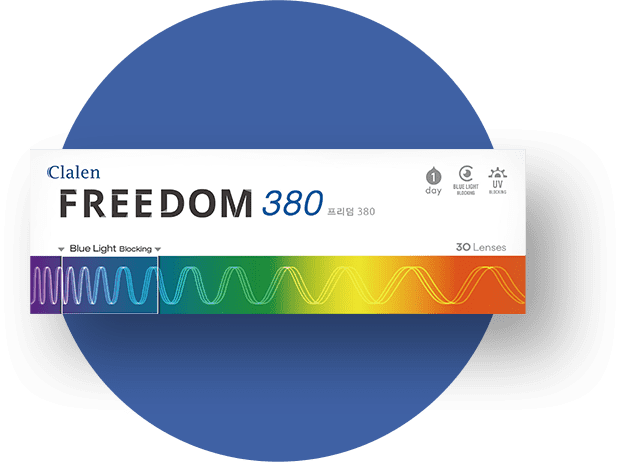 Clalen
FREEDOM 380 프리덤 380
1
day
BLUE LIGHT
BLOCKING
UV
BLOCKING
Blue Light Blocking
30 Lenses